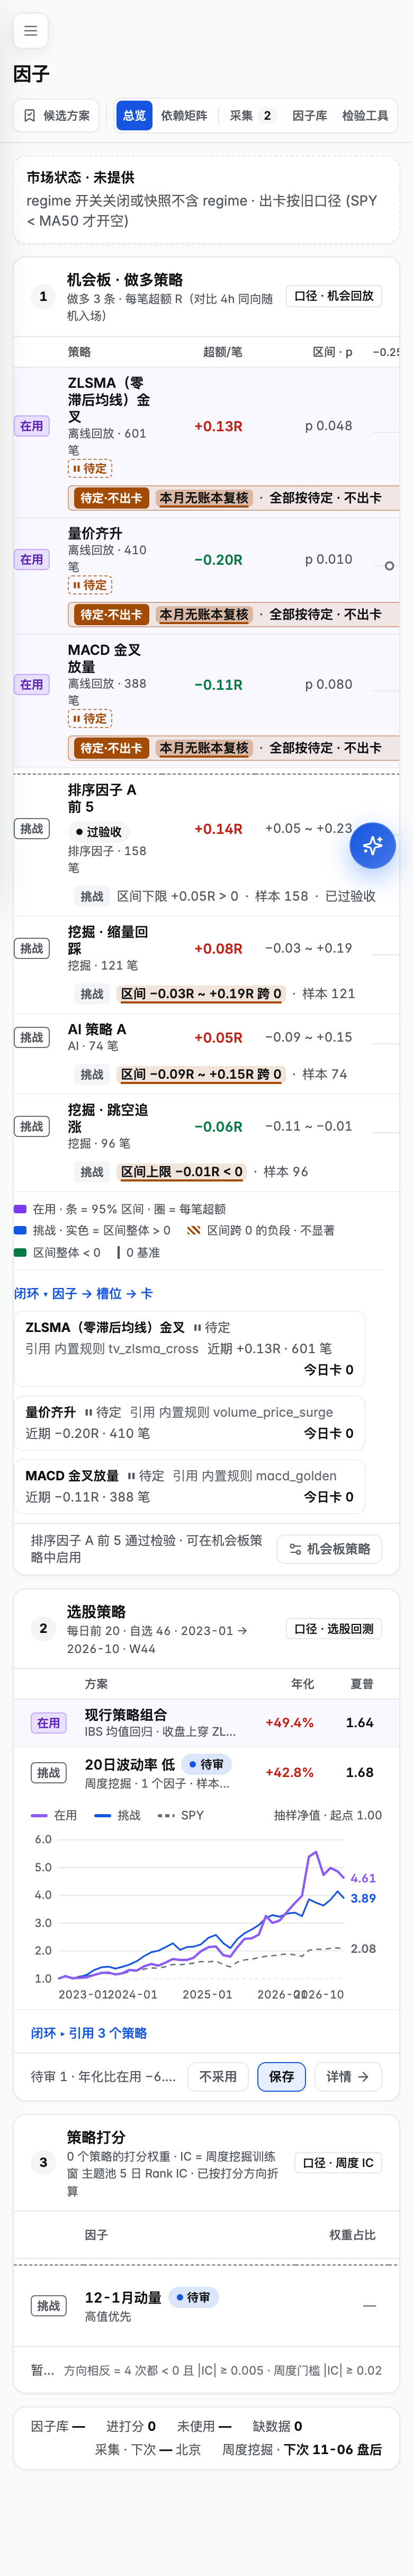 因子
候选方案 总览 依赖矩阵 采集 2 因子库 检验工具
市场状态 · 未提供
regime 开关关闭或快照不含 regime · 出卡按旧口径 (SPY
< MA50 才开空)
1 机会板 · 做多策略
做多 3 条 · 每笔超额 R（对比 4h 同向随
机入场）
口径 · 机会回放
策略 超额/笔 区间 · p −0.25
在用 ZLSMA（零
滞后均线）金
叉
离线回放 · 601
笔
待定
+0.13R p 0.048
待定·不出卡 本月无账本复核 · 全部按待定 · 不出卡
在用 量价齐升
离线回放 · 410
笔
待定
−0.20R p 0.010
待定·不出卡 本月无账本复核 · 全部按待定 · 不出卡
在用 MACD 金叉
放量
离线回放 · 388
笔
待定
−0.11R p 0.080
待定·不出卡 本月无账本复核 · 全部按待定 · 不出卡
挑战 排序因子 A
前 5
过验收
排序因子 · 158
笔
+0.14R +0.05 ~ +0.23
挑战 区间下限 +0.05R > 0 · 样本 158 · 已过验收
挑战 挖掘 · 缩量回
踩
挖掘 · 121 笔
+0.08R −0.03 ~ +0.19
挑战 区间 −0.03R ~ +0.19R 跨 0 · 样本 121
挑战 AI 策略 A
AI · 74 笔
+0.05R −0.09 ~ +0.15
挑战 区间 −0.09R ~ +0.15R 跨 0 · 样本 74
挑战 挖掘 · 跳空追
涨
挖掘 · 96 笔
−0.06R −0.11 ~ −0.01
挑战 区间上限 −0.01R < 0 · 样本 96
在用 · 条 = 95% 区间 · 圈 = 每笔超额
挑战 · 实色 = 区间整体 > 0 区间跨 0 的负段 · 不显著
区间整体 < 0 0 基准
闭环 ▾ 因子 → 槽位 → 卡
ZLSMA（零滞后均线）金叉 待定
引用 内置规则 tv_zlsma_cross 近期 +0.13R · 601 笔
今日卡 0
量价齐升 待定 引用 内置规则 volume_price_surge
近期 −0.20R · 410 笔 今日卡 0
MACD 金叉放量 待定 引用 内置规则 macd_golden
近期 −0.11R · 388 笔 今日卡 0
排序因子 A 前 5 通过检验 · 可在机会板策
略中启用
机会板策略
2 选股策略
每日前 20 · 自选 46 · 2023-01 →
2026-10 · W44
口径 · 选股回测
方案 年化 夏普
在用 现行策略组合 +49.4% 1.64
IBS 均值回归 · 收盘上穿 ZL...
挑战 20日波动率 低 待审 +42.8% 1.68
周度挖掘 · 1 个因子 · 样本...
在用 挑战 SPY 抽样净值 · 起点 1.00
6.0
5.0
4.0
3.0
2.0
1.0
4.61
3.89
2.08
2023-01 2024-01 2025-01 2026-01 2026-10
闭环 ▸ 引用 3 个策略
待审 1 · 年化比在用 −6.... 不采用 保存 详情 →
3 策略打分
0 个策略的打分权重 · IC = 周度挖掘训练
窗 主题池 5 日 Rank IC · 已按打分方向折
算
口径 · 周度 IC
因子 权重占比
挑战 12-1月动量 待审 —
高值优先
暂... 方向相反 = 4 次都 < 0 且 |IC| ≥ 0.005 · 周度门槛 |IC| ≥ 0.02
因子库 — 进打分 0 未使用 — 缺数据 0
采集 · 下次 — 北京 周度挖掘 · 下次 11-06 盘后